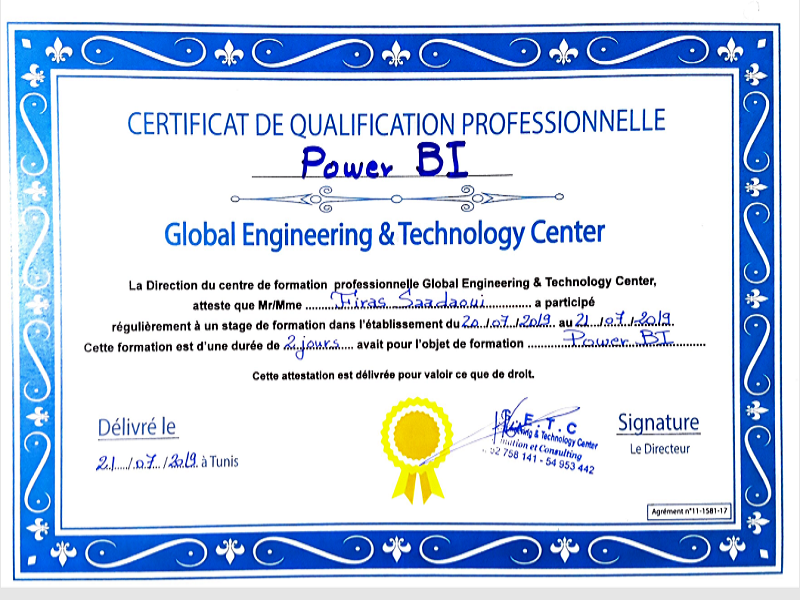 CERTIFICAT DE QUALIFICATION PROFESSIONNELLE
Power BI
Global Engineering & Technology Center
La Direction du centre de formation professionnelle Global Engineering & Technology Center,
atteste que Mr/Mme ........Firas Saadaoui............ a participé
régulièrement à un stage de formation dans l'établissement du 20../07../2019.. au 21../07../2019.
Cette formation est d'une durée de 2 jours.... avait pour l'objet de formation ..........Power BI..........
Cette attestation est délivrée pour valoir ce que de droit.
Délivré le
21..../07.. /2019. à Tunis
G.E.T.C
& Technology Center
et Consulting
758 141 - 54 953 442
Signature
Le Directeur
Agrément n°11-1581-17